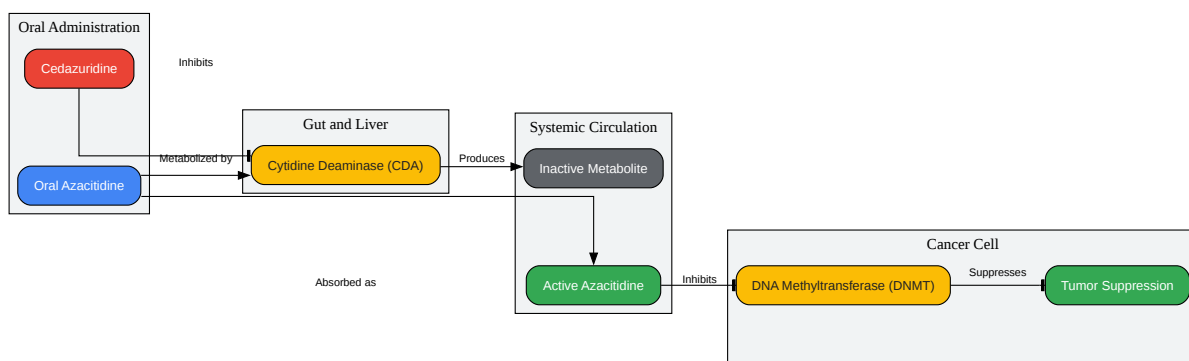 Oral Administration
Cedazuridine
Inhibits
Gut and Liver
Systemic Circulation
Metabolized by
Cytidine Deaminase (CDA)
Produces
Inactive Metabolite
Oral Azacitidine
Cancer Cell
Absorbed as
Active Azacitidine
Inhibits
DNA Methyltransferase (DNMT)
Suppresses
Tumor Suppression